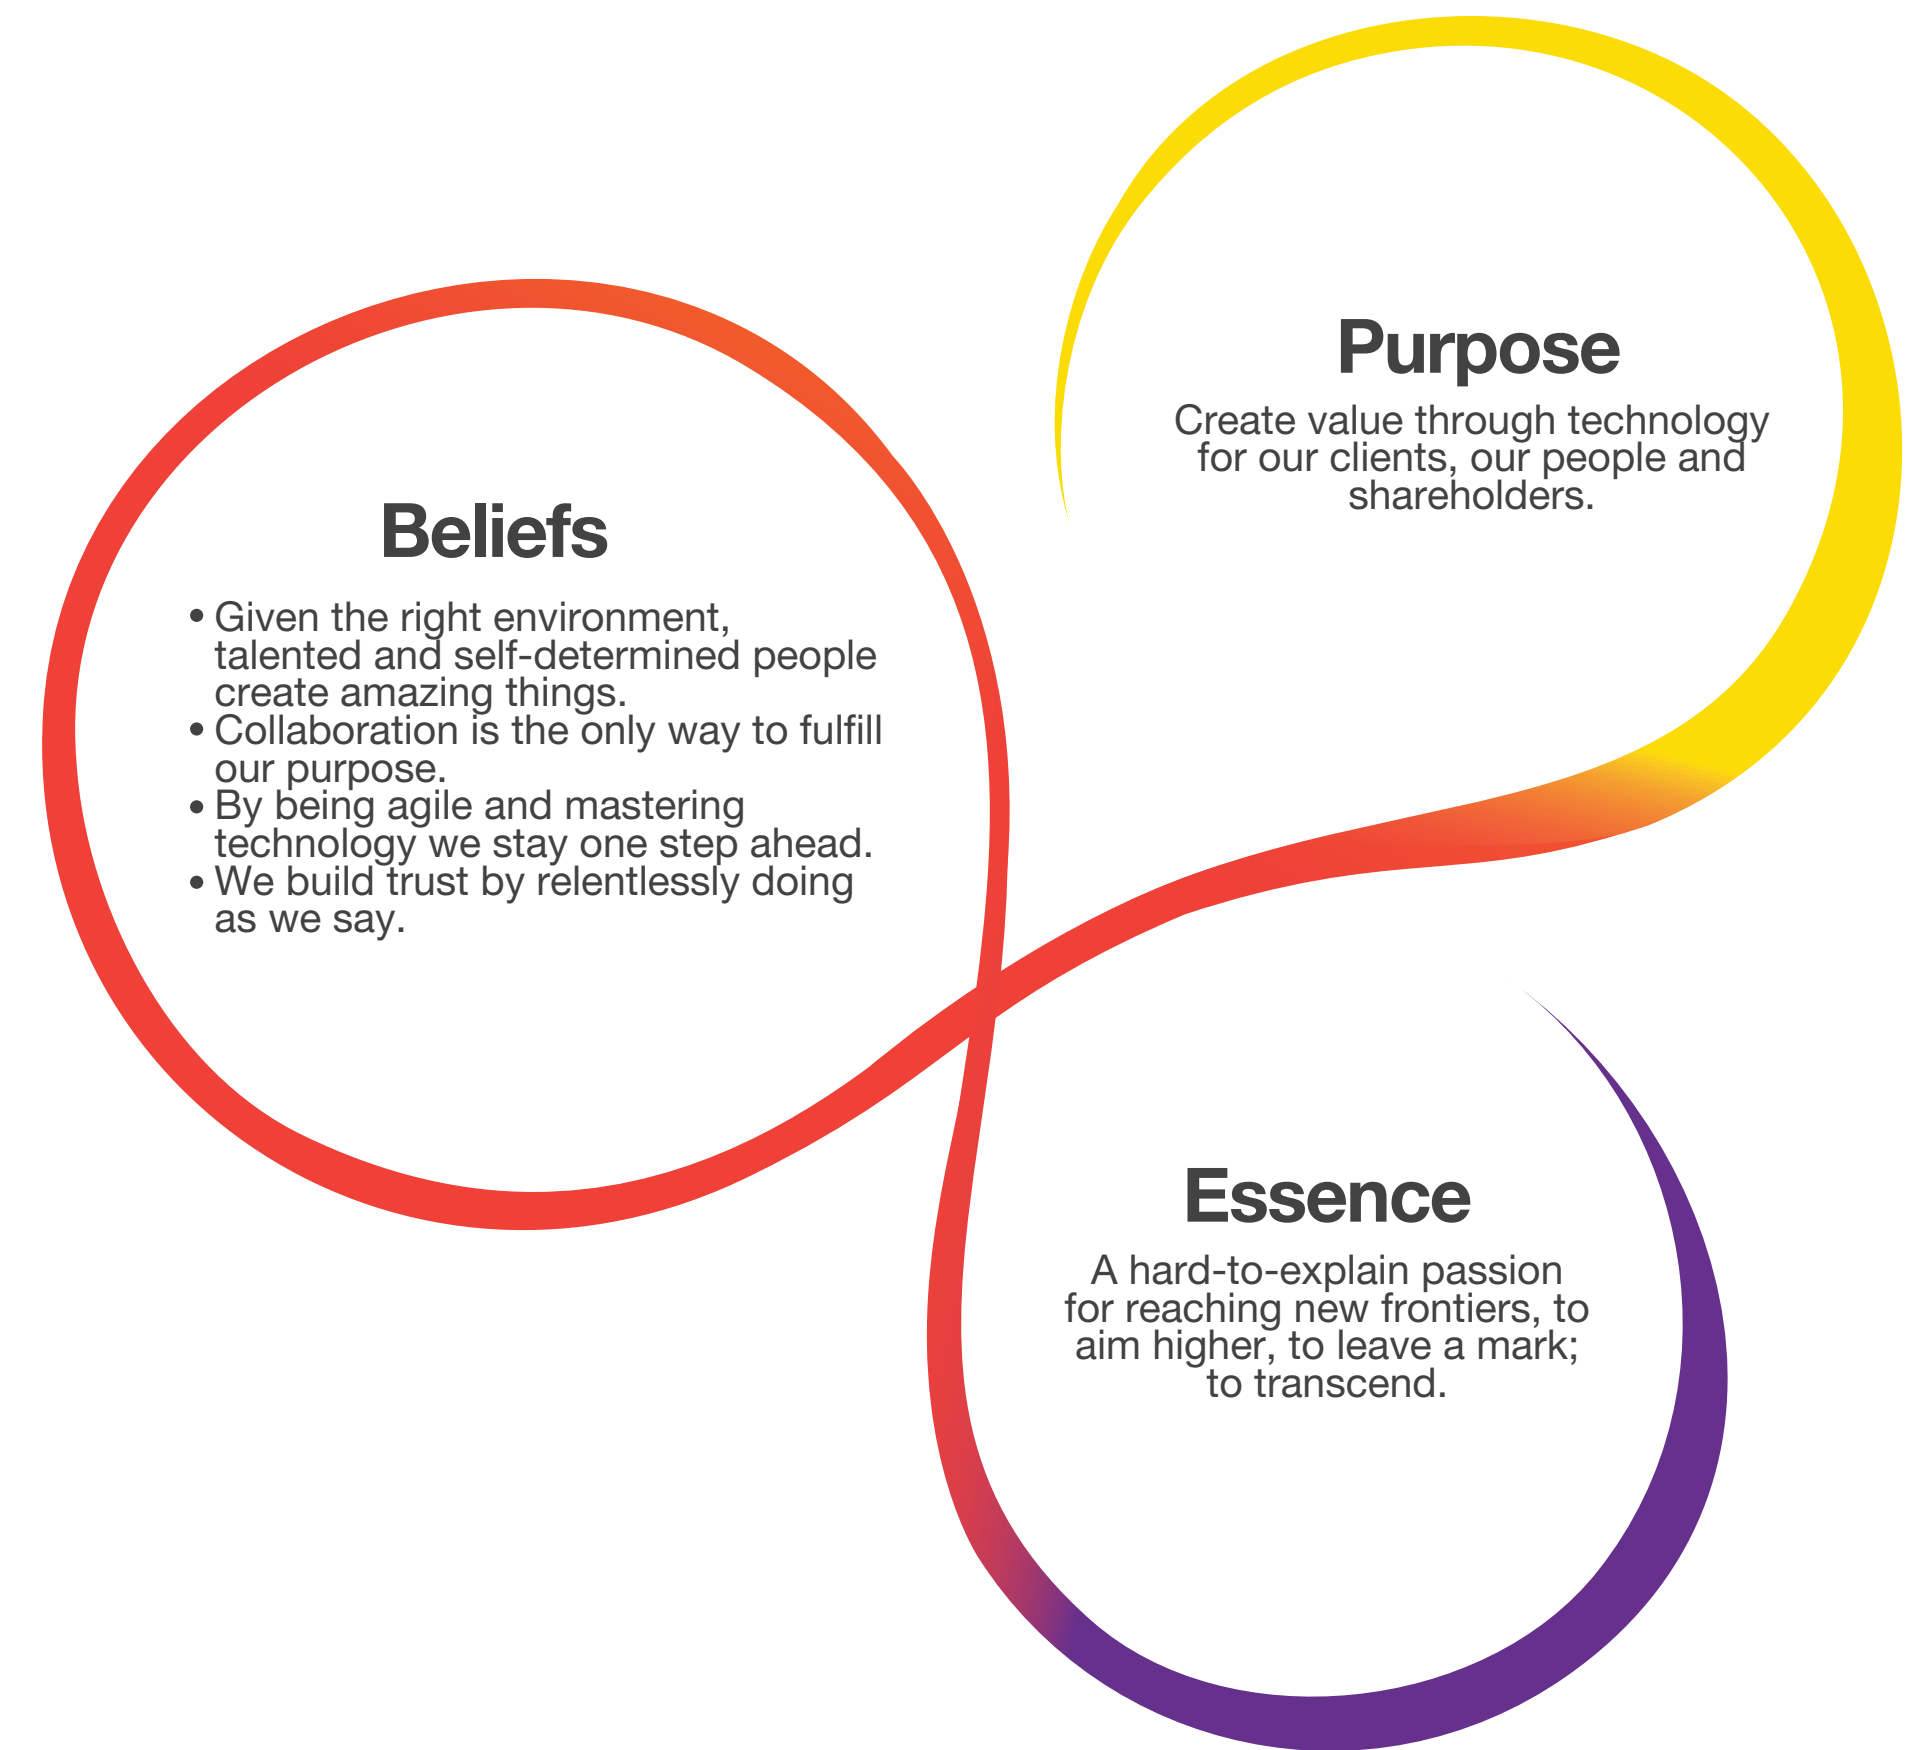 Purpose
Create value through technology
for our clients, our people and
shareholders.
Beliefs
• Given the right environment,
talented and self-determined people
create amazing things.
• Collaboration is the only way to fulfill
our purpose.
• By being agile and mastering
technology we stay one step ahead.
• We build trust by relentlessly doing
as we say.
Essence
A hard-to-explain passion
for reaching new frontiers, to
aim higher, to leave a mark;
to transcend.